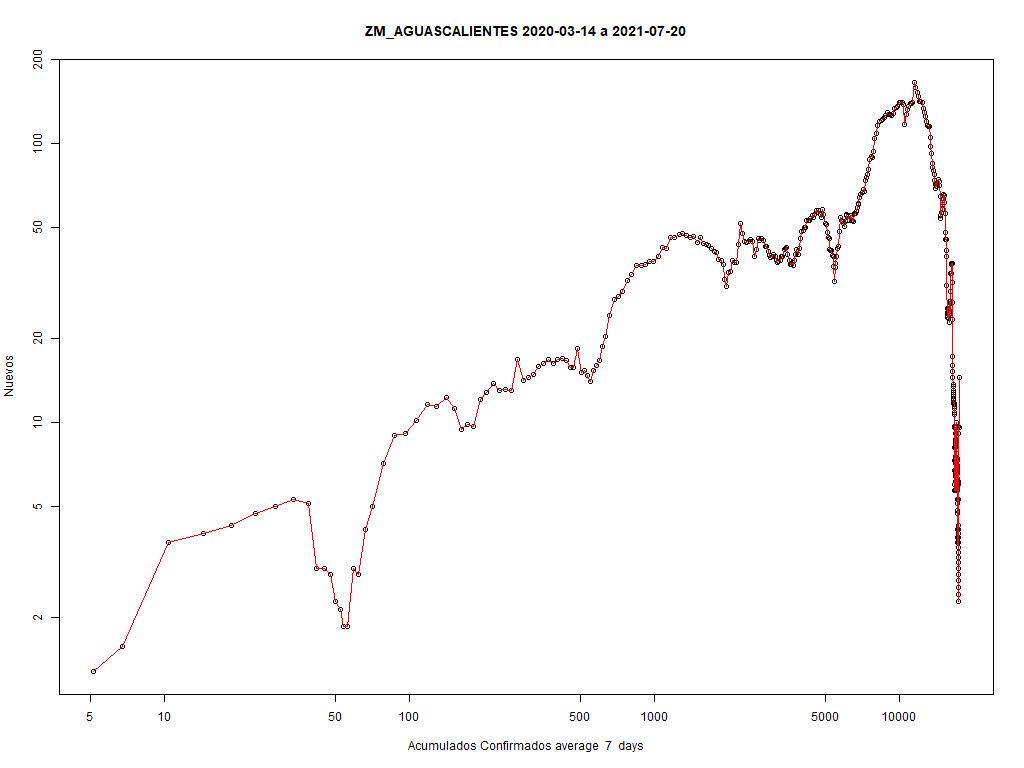 ZM_AGUASCALIENTES 2020-03-14 a 2021-07-20
200
100
50
20
10
5
2
Nuevos
5 10 50 100 500 1000 5000 10000
Acumulados Confirmados average 7 days